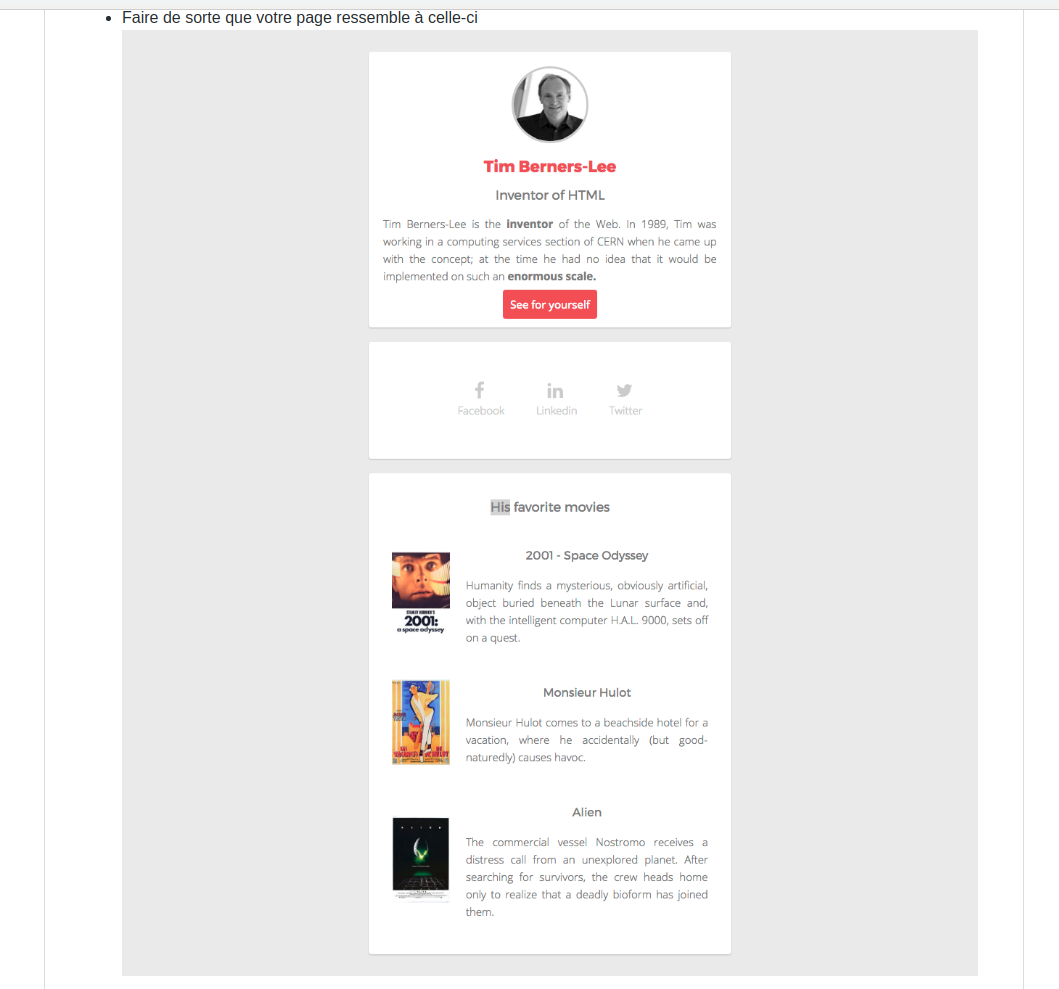 Faire de sorte que votre page ressemble à celle-ci
Tim Berners-Lee
Inventor of HTML
Tim Berners-Lee is the inventor of the Web. In 1989, Tim was
working in a computing services section of CERN when he came up
with the concept; at the time he had no idea that it would be
implemented on such an enormous scale.
See for yourself
Facebook
Linkedin
Twitter
His favorite movies
2001 - Space Odyssey
Humanity finds a mysterious, obviously artificial,
object buried beneath the Lunar surface and,
with the intelligent computer H.A.L. 9000, sets off
on a quest.
2001:
a space odyssey
Monsieur Hulot
Monsieur Hulot comes to a beachside hotel for a
vacation, where he accidentally (but good-
naturedly) causes havoc.
Alien
The commercial vessel Nostromo receives a
distress call from an unexplored planet. After
searching for survivors, the crew heads home
only to realize that a deadly bioform has joined
them.
ALIEN